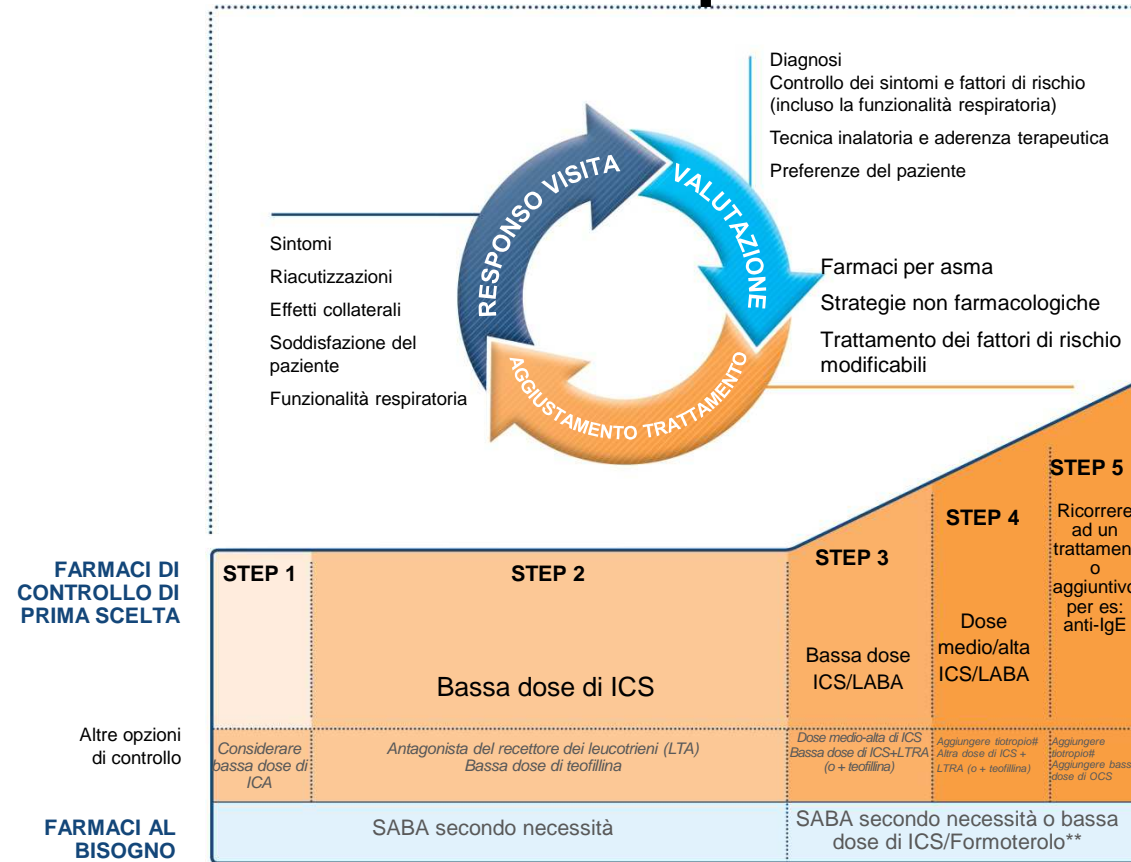 Diagnosi
Controllo dei sintomi e fattori di rischio
(incluso la funzionalità respiratoria)
Tecnica inalatoria e aderenza terapeutica
Preferenze del paziente
RESPONSO VISITA
VALUTAZIONE
AGGIUSTAMENTO TRATTAMENTO
Sintomi
Riacutizzazioni
Effetti collaterali
Soddisfazione del
paziente
Funzionalità respiratoria
Farmaci per asma
Strategie non farmacologiche
Trattamento dei fattori di rischio
modificabili
FARMACI DI
CONTROLLO DI
PRIMA SCELTA
STEP 1
STEP 2
Bassa dose di ICS
STEP 3
Bassa dose
ICS/LABA
STEP 4
Dose
medio/alta
ICS/LABA
STEP 5
Ricorrere
ad un
trattamen
o
aggiuntivo
per es:
anti-IgE
Altre opzioni
di controllo
Considerare
bassa dose di
ICA
Antagonista del recettore dei leucotrieni (LTA)
Bassa dose di teofillina
Dose medio-alta di ICS
Bassa dose di ICS+LTRA
(o + teofillina)
Aggiungere tiotropio#
Altra dose di ICS +
LTRA (o + teofillina)
Aggiungere
tiotropio#
Aggiungere bass
dose di OCS
FARMACI AL
BISOGNO
SABA secondo necessità
SABA secondo necessità o bassa
dose di ICS/Formoterolo**